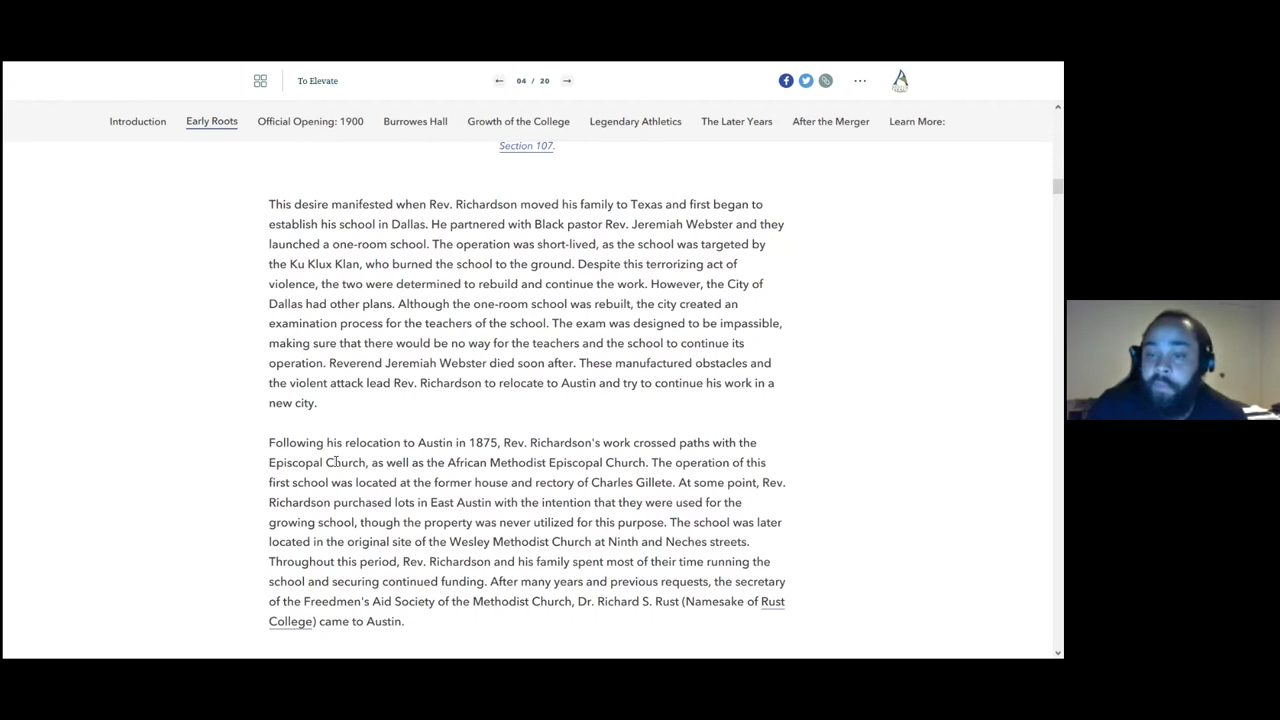 To Elevate
04 / 20
Introduction
Early Roots
Official Opening: 1900
Burrowes Hall
Growth of the College
Legendary Athletics
The Later Years
After the Merger
Learn More:
Section 107.
This desire manifested when Rev. Richardson moved his family to Texas and first began to
establish his school in Dallas. He partnered with Black pastor Rev. Jeremiah Webster and they
launched a one-room school. The operation was short-lived, as the school was targeted by
the Ku Klux Klan, who burned the school to the ground. Despite this terrorizing act of
violence, the two were determined to rebuild and continue the work. However, the City of
Dallas had other plans. Although the one-room school was rebuilt, the city created an
examination process for the teachers of the school. The exam was designed to be impassible,
making sure that there would be no way for the teachers and the school to continue its
operation. Reverend Jeremiah Webster died soon after. These manufactured obstacles and
the violent attack lead Rev. Richardson to relocate to Austin and try to continue his work in a
new city.
Following his relocation to Austin in 1875, Rev. Richardson's work crossed paths with the
Episcopal Church, as well as the African Methodist Episcopal Church. The operation of this
first school was located at the former house and rectory of Charles Gillete. At some point, Rev.
Richardson purchased lots in East Austin with the intention that they were used for the
growing school, though the property was never utilized for this purpose. The school was later
located in the original site of the Wesley Methodist Church at Ninth and Neches streets.
Throughout this period, Rev. Richardson and his family spent most of their time running the
school and securing continued funding. After many years and previous requests, the secretary
of the Freedmen's Aid Society of the Methodist Church, Dr. Richard S. Rust (Namesake of Rust
College) came to Austin.